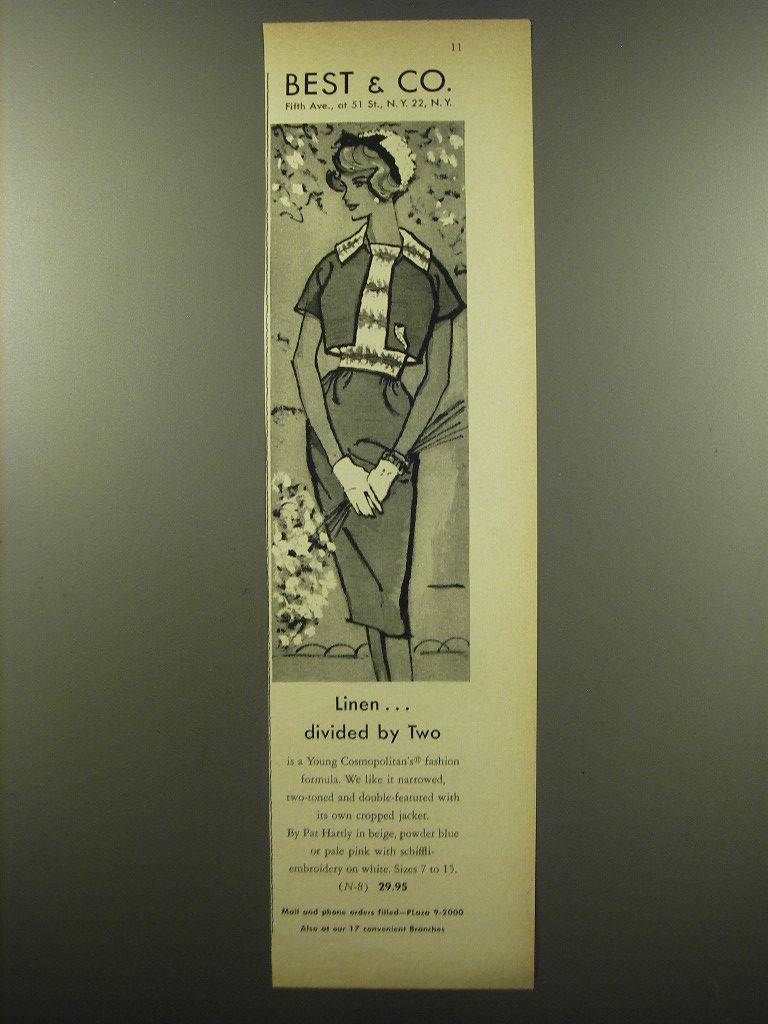 11
BEST & CO.
Fifth Ave., at 51 St., N. Y. 22, N. Y.
Linen . . .
divided by Two
is a Young Cosmopolitan's® fashion
formula. We like it narrowed,
two-toned and double-featured with
its own cropped jacket.
By Pat Hartly in beige, powder blue
or pale pink with schiffli-
embroidery on white. Sizes 7 to 15.
(N-8) 29.95
Mail and phone orders filled—PLaza 9-2000
Also at our 17 convenient Branches